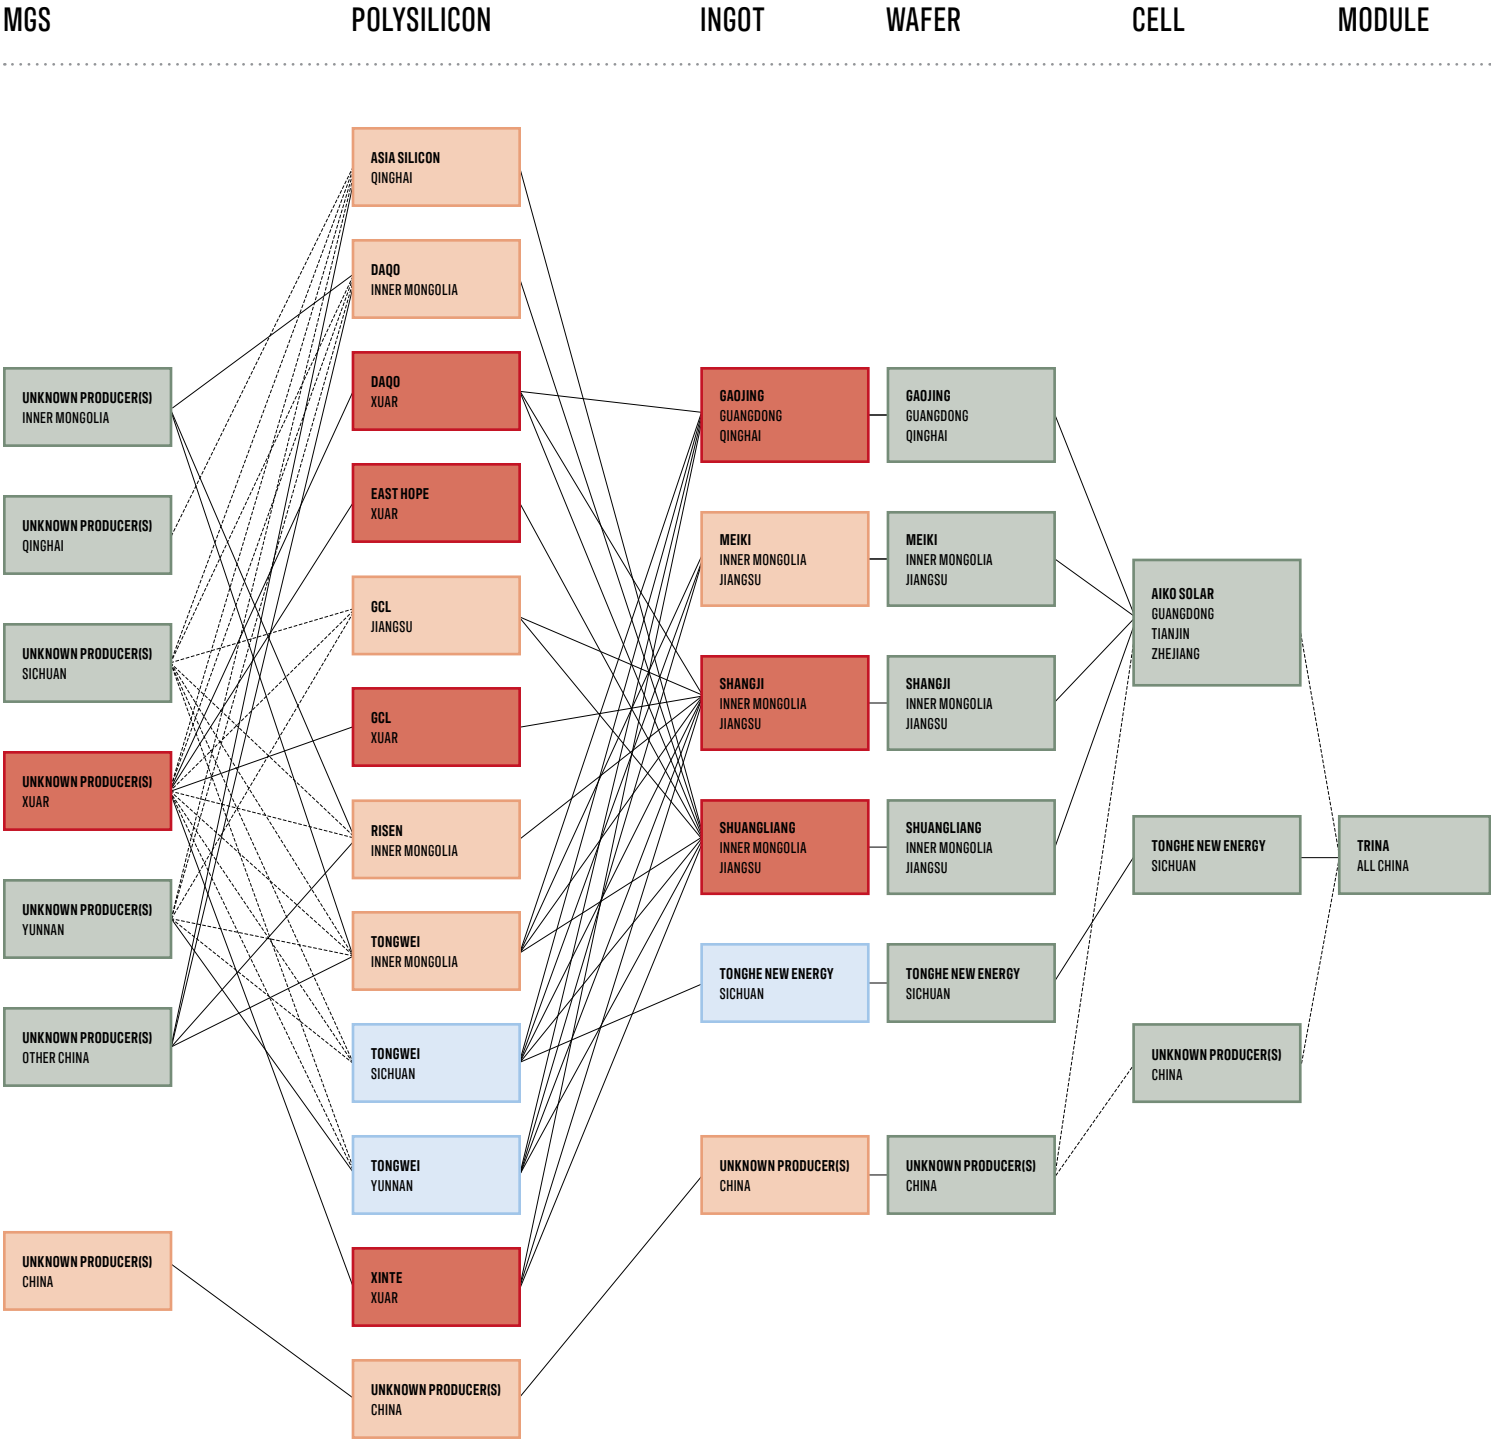 MGS
POLYSILICON
INGOT
WAFER
CELL
MODULE
UNKNOWN PRODUCER(S)
INNER MONGOLIA
UNKNOWN PRODUCER(S)
QINGHAI
UNKNOWN PRODUCER(S)
SICHUAN
UNKNOWN PRODUCER(S)
XUAR
UNKNOWN PRODUCER(S)
YUNNAN
UNKNOWN PRODUCER(S)
OTHER CHINA
UNKNOWN PRODUCER(S)
CHINA
ASIA SILICON
QINGHAI
DAQO
INNER MONGOLIA
DAQO
XUAR
EAST HOPE
XUAR
GCL
JIANGSU
GCL
XUAR
RISEN
INNER MONGOLIA
TONGWEI
INNER MONGOLIA
TONGWEI
SICHUAN
TONGWEI
YUNNAN
XINTE
XUAR
UNKNOWN PRODUCER(S)
CHINA
GAOJING
GUANGDONG
QINGHAI
MEIKI
INNER MONGOLIA
JIANGSU
SHANGJI
INNER MONGOLIA
JIANGSU
SHUANGLIANG
INNER MONGOLIA
JIANGSU
TONGHE NEW ENERGY
SICHUAN
UNKNOWN PRODUCER(S)
CHINA
GAOJING
GUANGDONG
QINGHAI
MEIKI
INNER MONGOLIA
JIANGSU
SHANGJI
INNER MONGOLIA
JIANGSU
SHUANGLIANG
INNER MONGOLIA
JIANGSU
TONGHE NEW ENERGY
SICHUAN
UNKNOWN PRODUCER(S)
CHINA
AIKO SOLAR
GUANGDONG
TIANJIN
ZHEJIANG
TONGHE NEW ENERGY
SICHUAN
UNKNOWN PRODUCER(S)
CHINA
TRINA
ALL CHINA